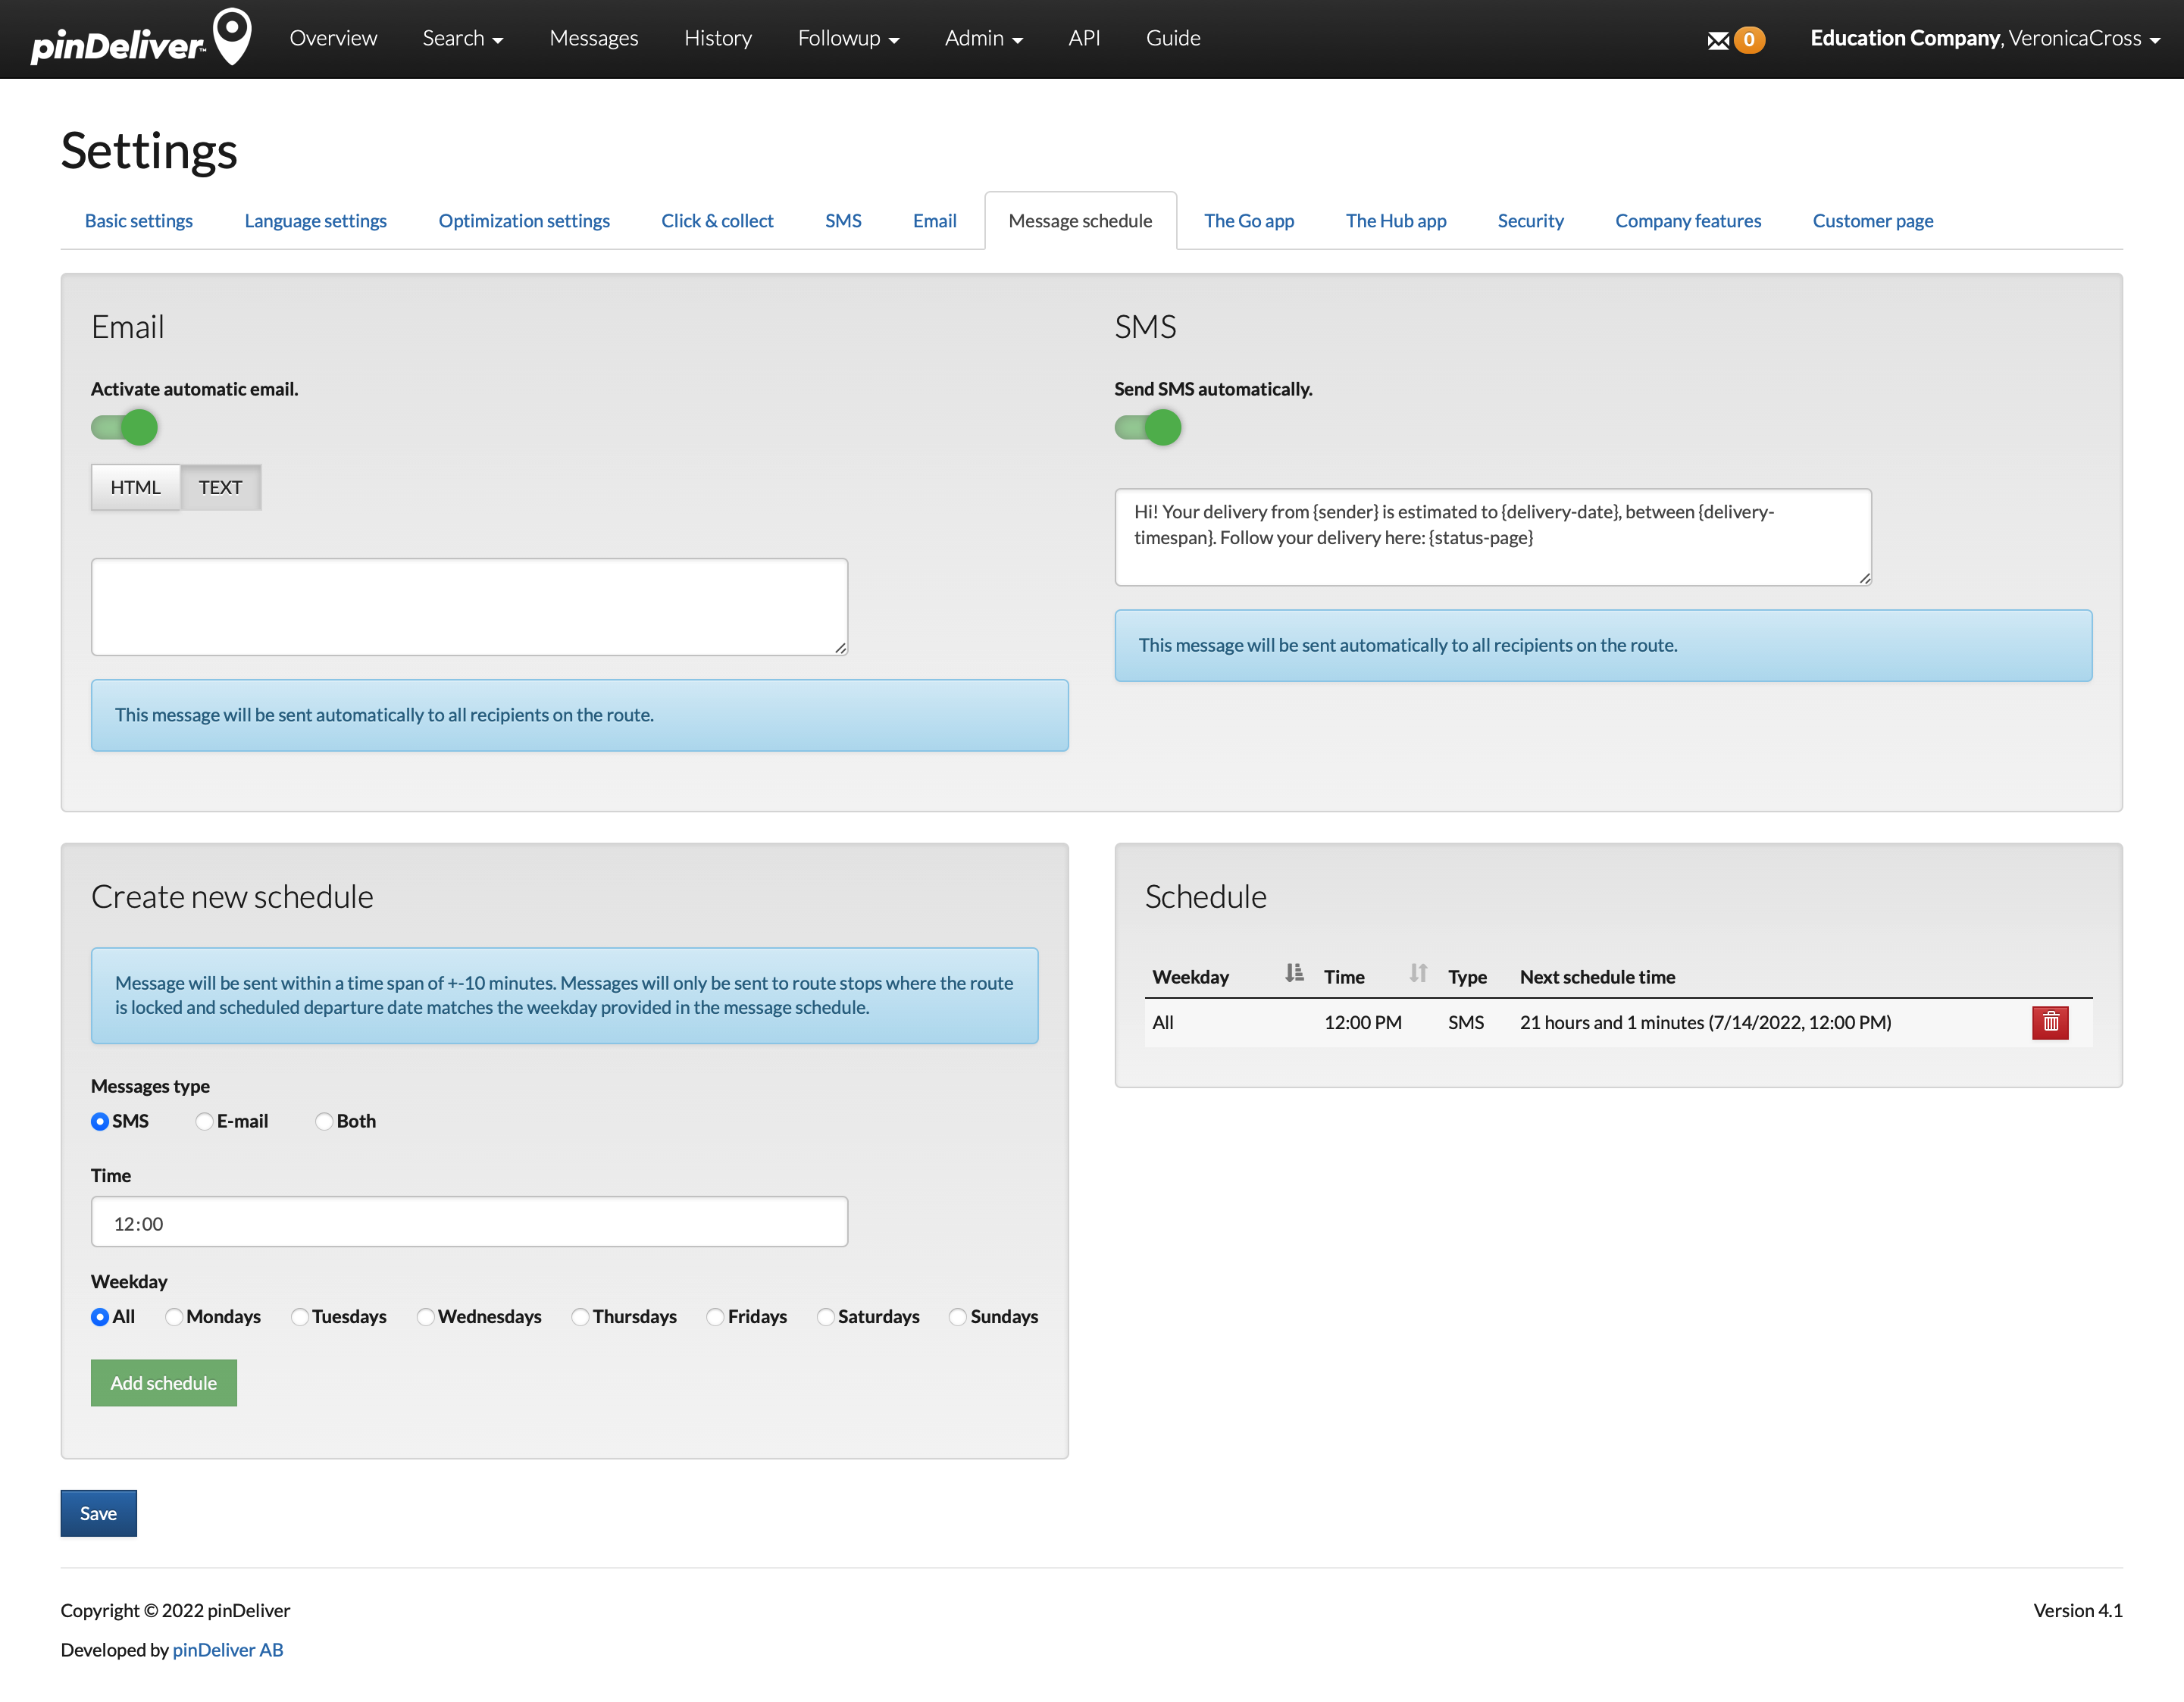 pinDeliver™ Overview Search Messages History Followup Admin API Guide 0 Education Company, VeronicaCross
Settings
Basic settings Language settings Optimization settings Click & collect SMS Email Message schedule The Go app The Hub app Security Company features Customer page
Email
Activate automatic email.
HTML TEXT
This message will be sent automatically to all recipients on the route.
SMS
Send SMS automatically.
Hi! Your delivery from {sender} is estimated to {delivery-date}, between {delivery-
timespan}. Follow your delivery here: {status-page}
This message will be sent automatically to all recipients on the route.
Create new schedule
Message will be sent within a time span of +-10 minutes. Messages will only be sent to route stops where the route
is locked and scheduled departure date matches the weekday provided in the message schedule.
Messages type
SMS E-mail Both
Time
12:00
Weekday
All Mondays Tuesdays Wednesdays Thursdays Fridays Saturdays Sundays
Add schedule
Schedule
Weekday Time Type Next schedule time
All 12:00 PM SMS 21 hours and 1 minutes (7/14/2022, 12:00 PM)
Save
Copyright © 2022 pinDeliver
Version 4.1
Developed by pinDeliver AB